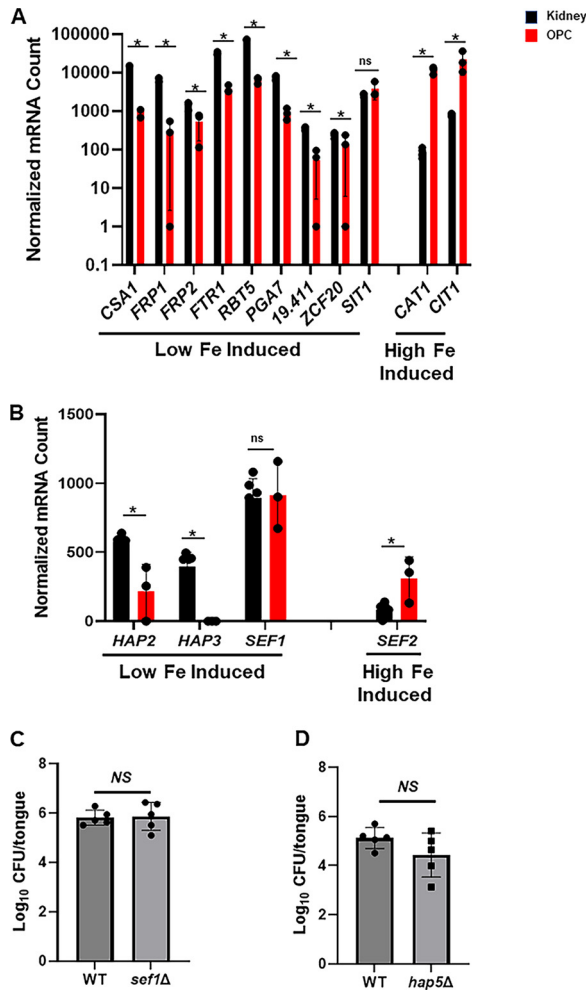 A
Kidney
OPC
Normalized mRNA Count
100000
10000
1000
100
10
1
0.1
* * * * * * * * ns * *
CSA1 FRP1 FRP2 FTR1 RBT5 PGA7 19.411 ZCF20 SIT1 CAT1 CIT1
Low Fe Induced
High Fe
Induced
B
Normalized mRNA Count
1500
1000
500
0
* * ns *
HAP2 HAP3 SEF1 SEF2
Low Fe Induced
High Fe
Induced
C
Log10 CFU/tongue
8
6
4
2
0
NS
WT sef1Δ
D
Log10 CFU/tongue
8
6
4
2
0
NS
WT hap5Δ